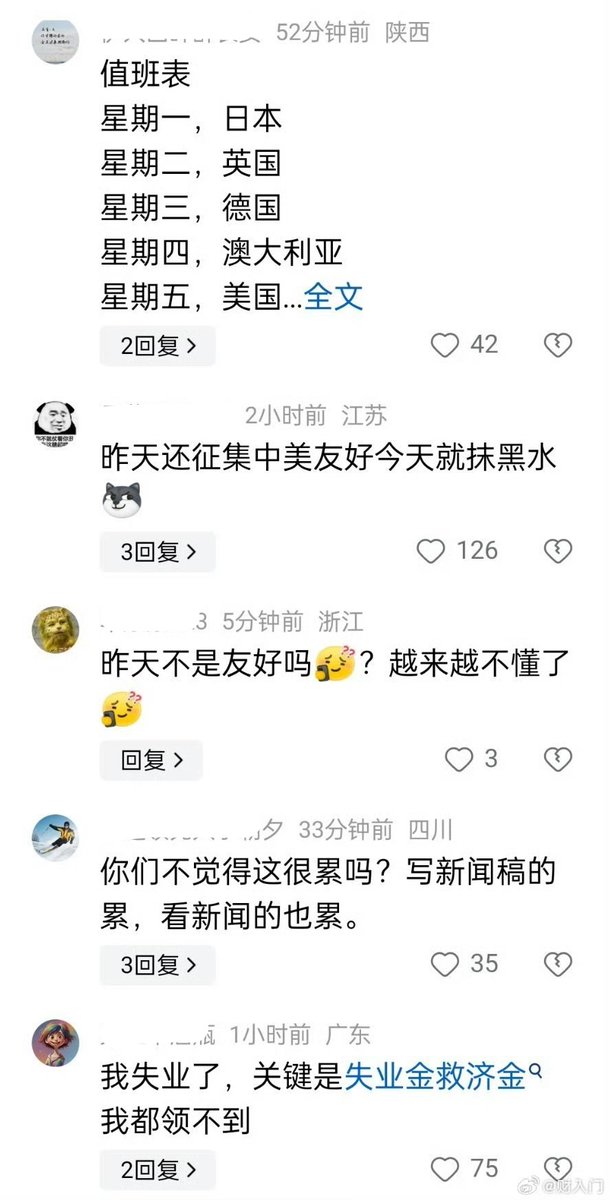 52分钟前 陕西
值班表
星期一，日本
星期二，英国
星期三，德国
星期四，澳大利亚
星期五，美国...全文
2回复 >
42
2小时前 江苏
昨天还征集中美友好今天就抹黑水
3回复 >
126
3 5分钟前 浙江
昨天不是友好吗？越来越不懂了
回复 >
3
夕 33分钟前 四川
你们不觉得这很累吗？写新闻稿的
累，看新闻的也累。
3回复 >
35
1小时前 广东
我失业了，关键是失业金救济金
我都领不到
2回复 >
75
@财入门